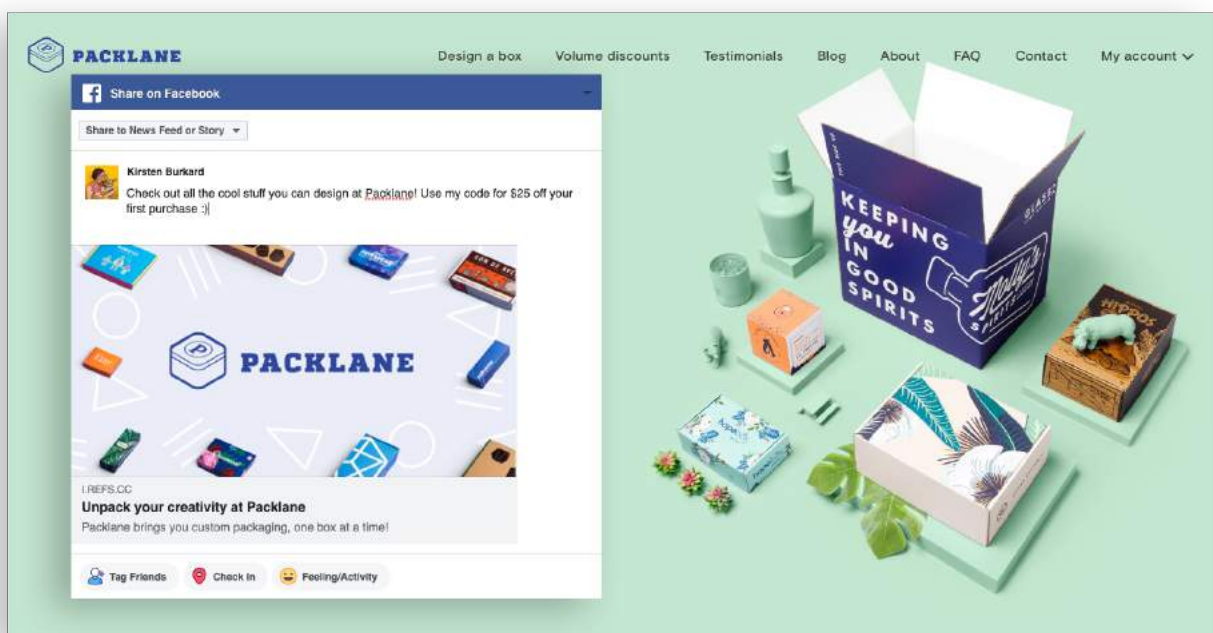 PACKLANE
Design a box Volume discounts Testimonials Blog About FAQ Contact My account
Share on Facebook
Share to News Feed or Story
Kirsten Burkard
Check out all the cool stuff you can design at Packlane! Use my code for $25 off your
first purchase :)
PACKLANE
I.REFS.CC
Unpack your creativity at Packlane
Packlane brings you custom packaging, one box at a time!
Tag Friends Check In Feeling/Activity
KEEPING
you
IN
GOOD
SPIRITS
Molly's
SPIRITS
HIPPOS
hope